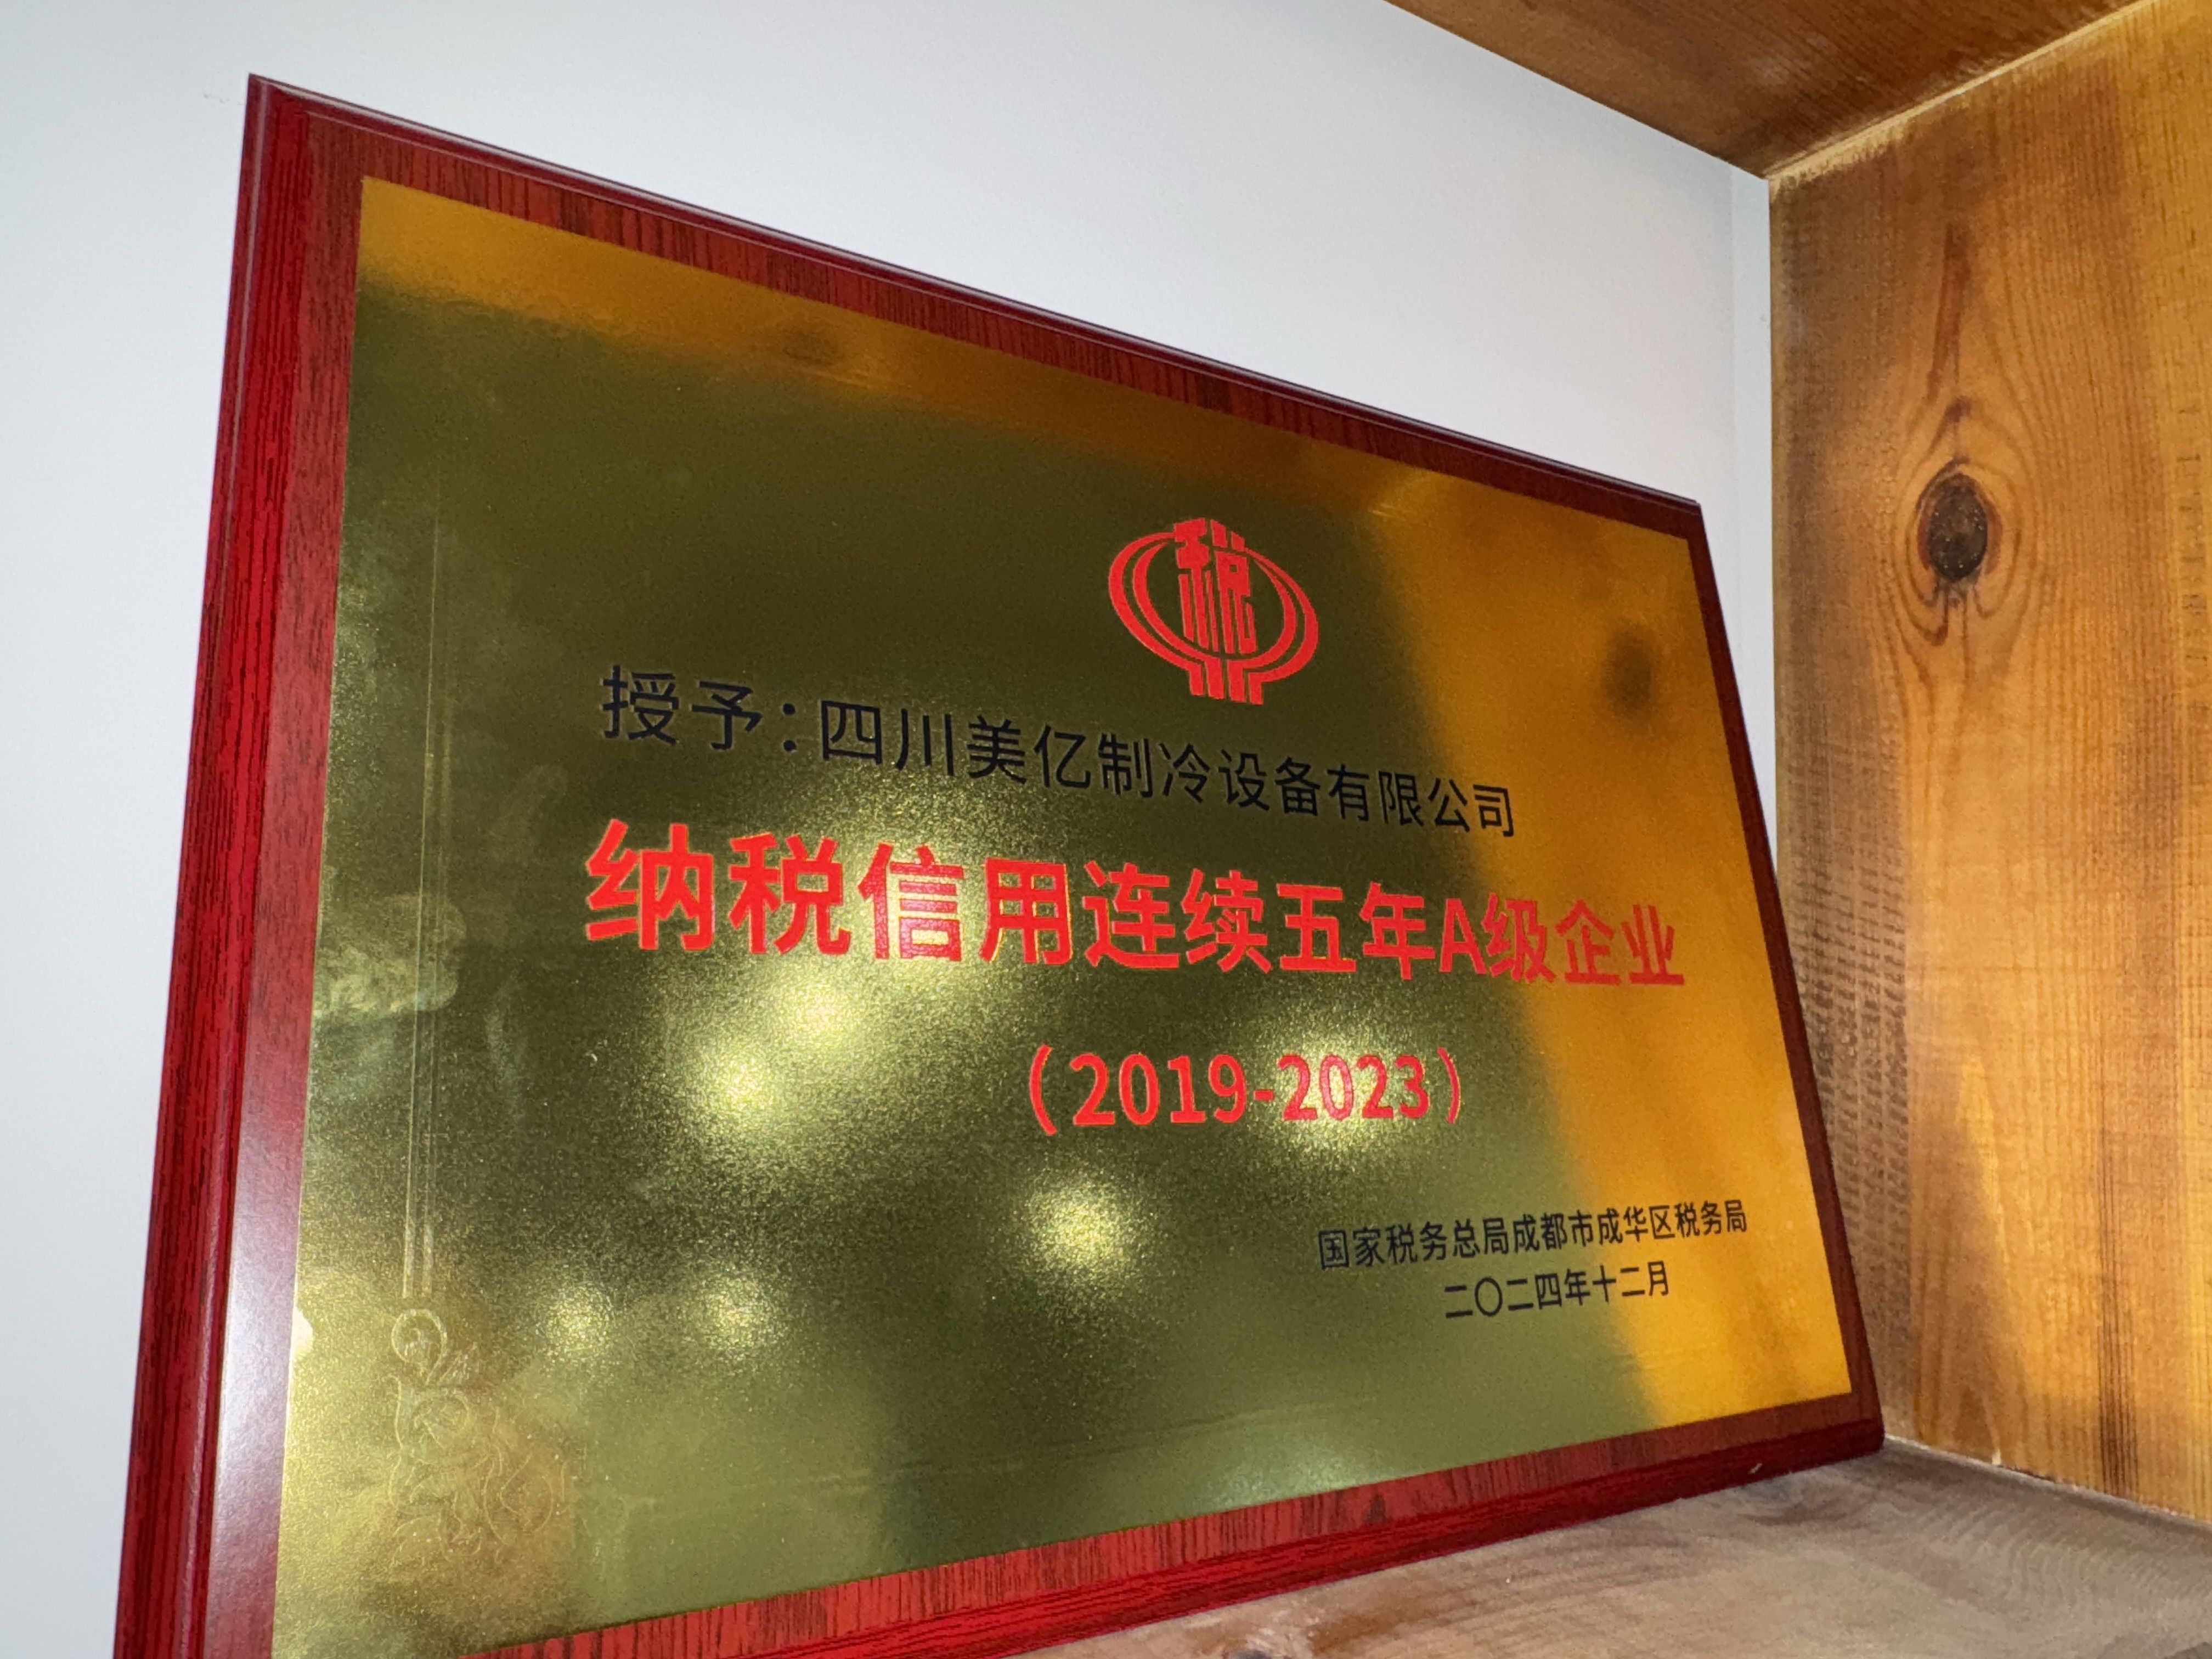 税
授予：四川美亿制冷设备有限公司
纳税信用连续五年A级企业
（2019-2023）
国家税务总局成都市成华区税务局
二〇二四年十二月